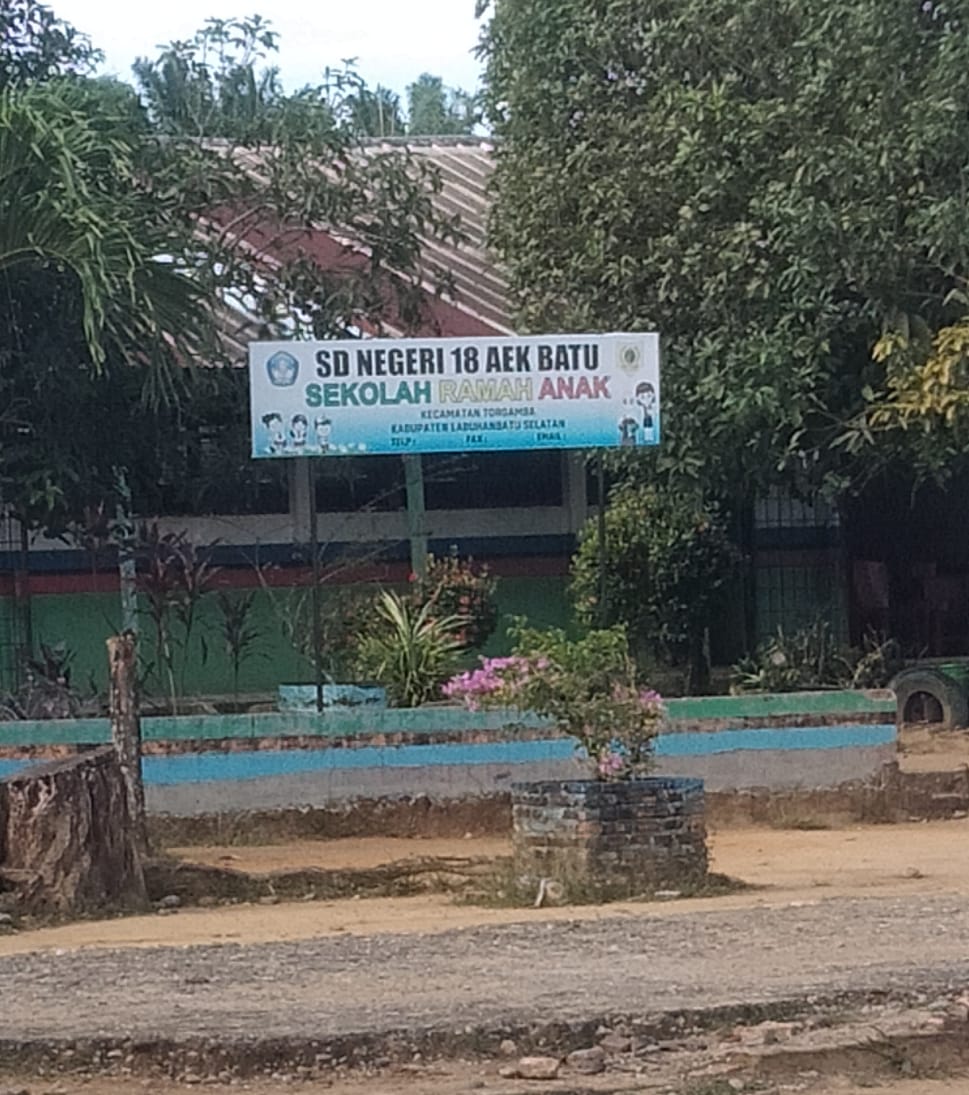 SD NEGERI 18 AEK BATU
SEKOLAH RAMAH ANAK
KECAMATAN TORGAMBA
KABUPATEN LABUHANBATU SELATAN
TELP : FAX : EMAIL :